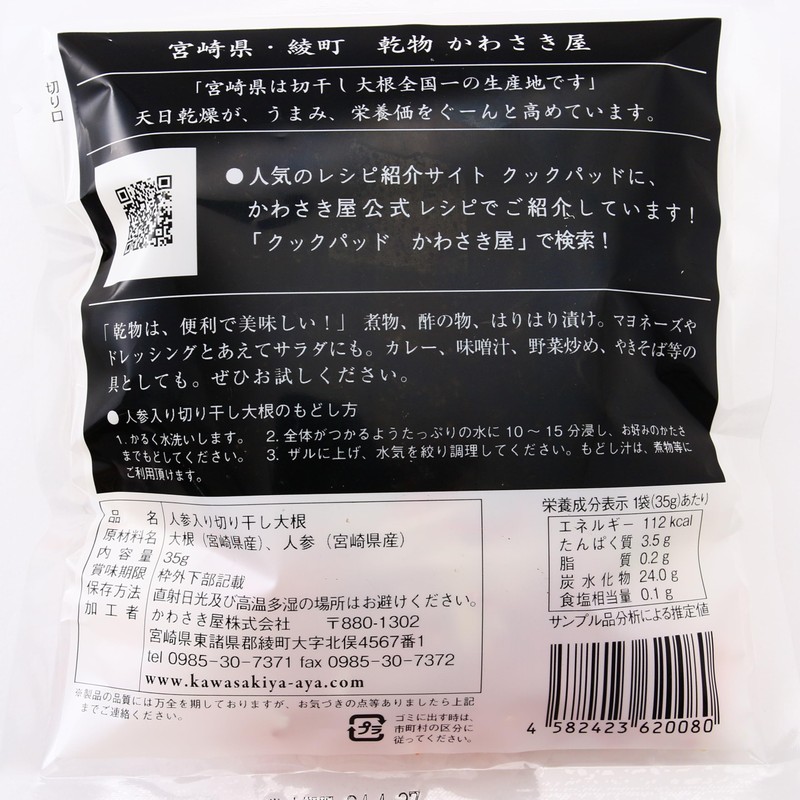 宮崎県・綾町 乾物 かわさき屋
切り口
「宮崎県は切干し大根全国一の生産地です」
天日乾燥が、うまみ、栄養価をぐーんと高めています。
●人気のレシピ紹介サイト クックパッドに、
かわさき屋公式レシピでご紹介しています!
「クックパッド かわさき屋」で検索!
「乾物は、便利で美味しい!」 煮物、酢の物、はりはり漬け。マヨネーズや
ドレッシングとあえてサラダにも。カレー、味噌汁、野菜炒め、やきそば等の
具としても。ぜひお試しください。
●人参入り切り干し大根のもどし方
1. かるく水洗いします。 2. 全体がつかるようたっぷりの水に10～15分浸し、お好みのかたさ
までもどしてください。 3. ザルに上げ、水気を絞り調理してください。もどし汁は、煮物等に
ご利用頂けます。
品名 人参入り切り干し大根
原材料名 大根(宮崎県産)、人参(宮崎県産)
内容量 35g
賞味期限 枠外下部記載
保存方法 直射日光及び高温多湿の場所はお避けください。
加工者 かわさき屋株式会社 〒880-1302
宮崎県東諸県郡綾町大字北俣4567番1
tel 0985-30-7371 fax 0985-30-7372
www.kawasakiya-aya.com
※製品の品質には万全を期しておりますが、お気づきの点等ありましたら上記
までご連絡ください。
プラ
ゴミに出す時は、
市町村の区分に
従ってください。
栄養成分表示 1袋(35g)あたり
エネルギー 112 kcal
たんぱく質 3.5 g
脂質 0.2 g
炭水化物 24.0 g
食塩相当量 0.1 g
サンプル品分析による推定値
4 582423 620080